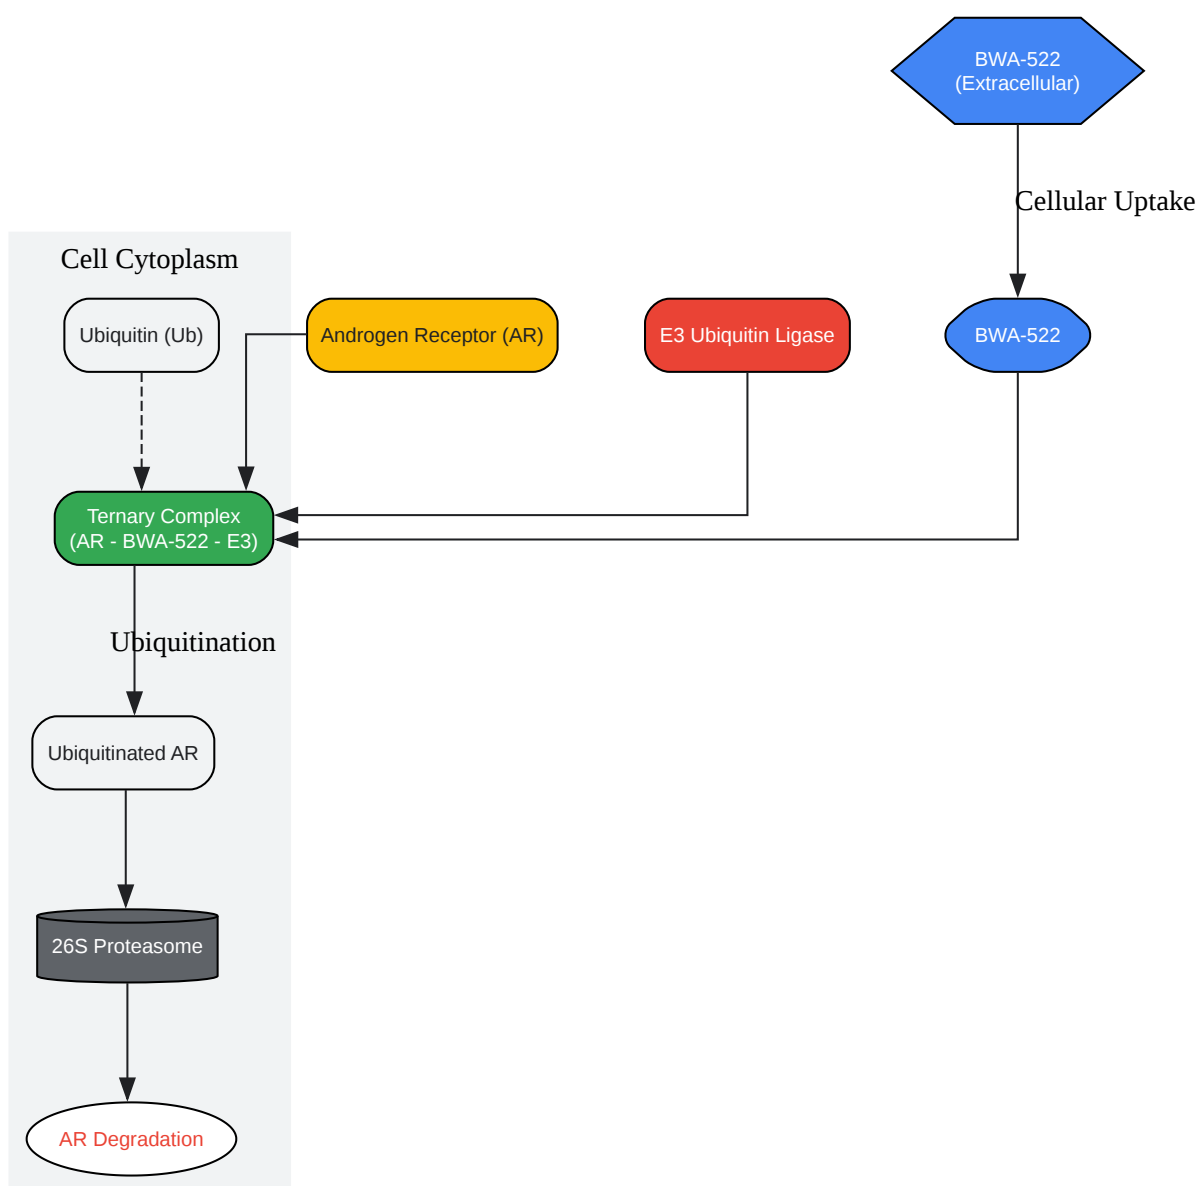 BWA-522
(Extracellular)
Cellular Uptake
Cell Cytoplasm
Ubiquitin (Ub)
Androgen Receptor (AR)
E3 Ubiquitin Ligase
BWA-522
Ternary Complex
(AR - BWA-522 - E3)
Ubiquitination
Ubiquitinated AR
26S Proteasome
AR Degradation